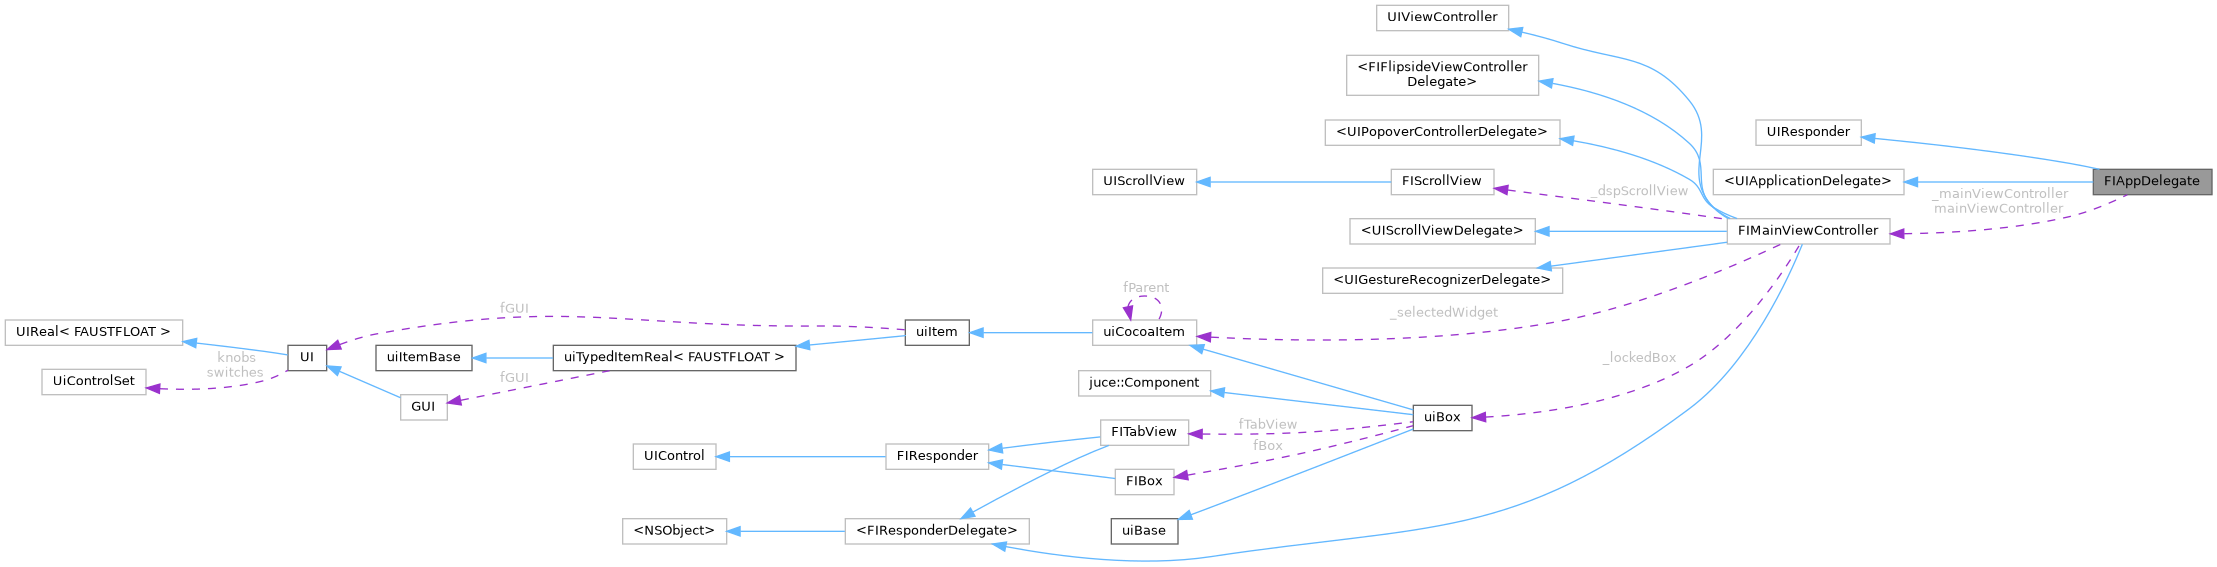 UIViewController
<FIFlipsideViewController
Delegate>
<UIPopoverControllerDelegate>
UIResponder
UIScrollView
FIScrollView
_dspScrollView
<UIApplicationDelegate>
FIAppDelegate
_mainViewController
mainViewController
<UIScrollViewDelegate>
FIMainViewController
<UIGestureRecognizerDelegate>
fParent
fGUI
_selectedWidget
UIReal< FAUSTFLOAT >
uiItem
uiCocoaItem
knobs
switches
UI
uiItemBase
uiTypedItemReal< FAUSTFLOAT >
_lockedBox
UiControlSet
fGUI
juce::Component
GUI
uiBox
FITabView
fTabView
fBox
UIControl
FIResponder
FIBox
<NSObject>
<FIResponderDelegate>
uiBase